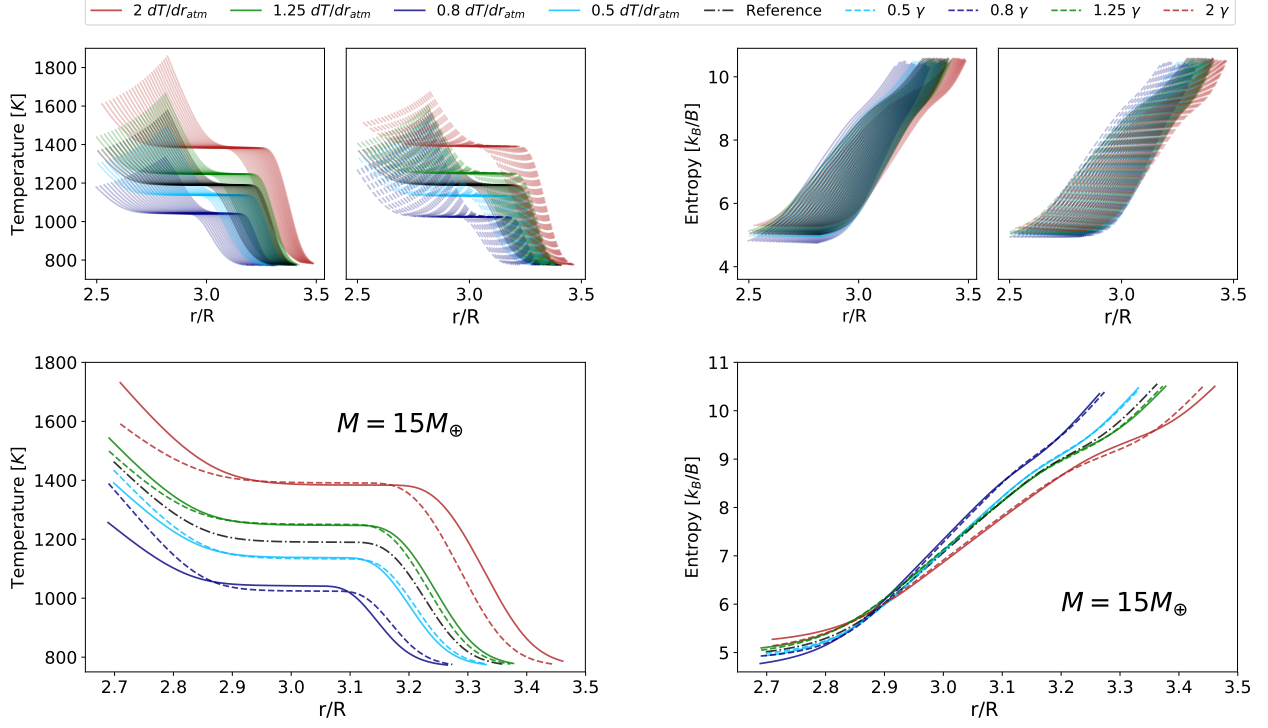 2 dT/dr_atm 1.25 dT/dr_atm 0.8 dT/dr_atm 0.5 dT/dr_atm Reference 0.5 γ 0.8 γ 1.25 γ 2 γ
Temperature [K]
1800
1600
1400
1200
1000
800
2.5 3.0 3.5
r/R
2.5 3.0 3.5
r/R
Entropy [k_B/B]
10
8
6
4
2.5 3.0 3.5
r/R
2.5 3.0 3.5
r/R
Temperature [K]
1800
1600
1400
1200
1000
800
M = 15M⊕
2.7 2.8 2.9 3.0 3.1 3.2 3.3 3.4 3.5
r/R
Entropy [k_B/B]
11
10
9
8
7
6
5
M = 15M⊕
2.7 2.8 2.9 3.0 3.1 3.2 3.3 3.4 3.5
r/R